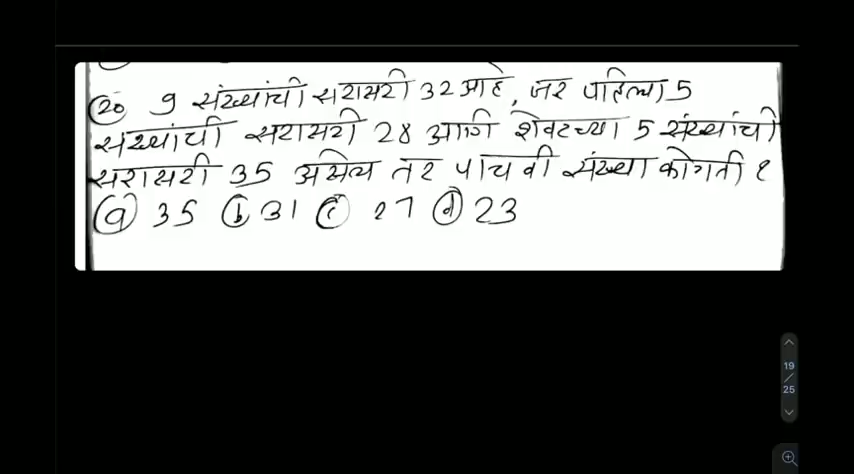 20 9 संख्यांची सरासरी 32 आहे, जर पहिल्या 5
संख्यांची सरासरी 28 आणि शेवटच्या 5 संख्यांची
सरासरी 35 असेल तर पाचवी संख्या कोणती ?
a 35 b 31 c 27 d 23
19
/
25